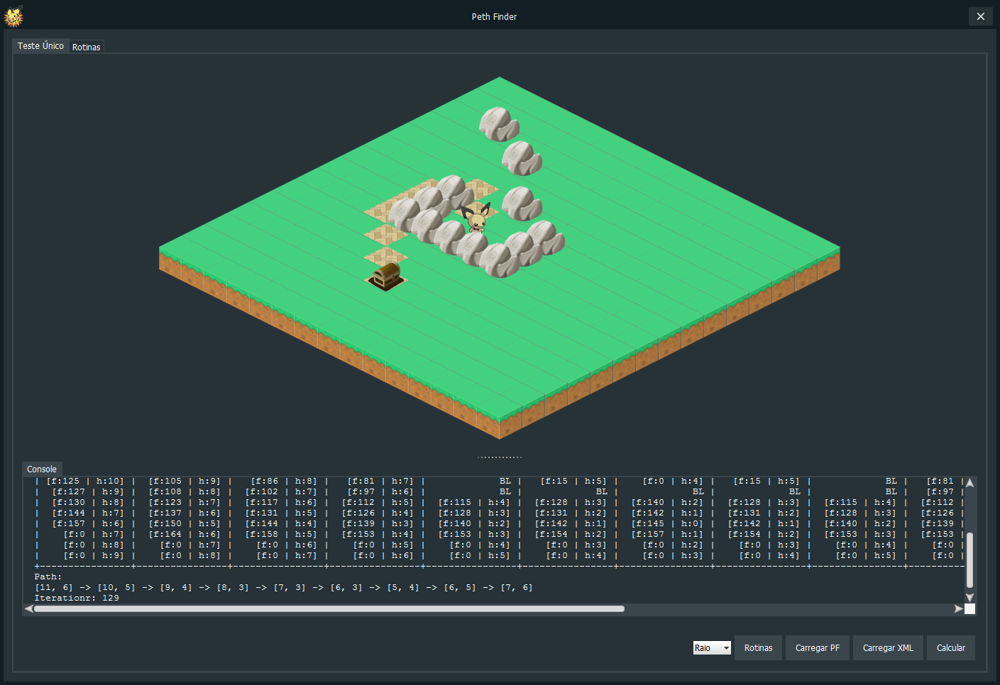 Peth Finder
Teste Único
Rotinas
Console
| [f:125 | h:10] | [f:105 | h:9] | [f:86 | h:8] | [f:81 | h:7] | BL | [f:15 | h:5] | [f:0 | h:4] | [f:15 | h:5] | BL | [f:81 |
| [f:127 | h:9] | [f:108 | h:8] | [f:102 | h:7] | [f:97 | h:6] | BL | BL | BL | BL | BL | [f:97 |
| [f:130 | h:8] | [f:123 | h:7] | [f:117 | h:6] | [f:112 | h:5] | [f:115 | h:4] | [f:128 | h:3] | [f:140 | h:2] | [f:128 | h:3] | [f:115 | h:4] | [f:112 |
| [f:144 | h:7] | [f:137 | h:6] | [f:131 | h:5] | [f:126 | h:4] | [f:128 | h:3] | [f:131 | h:2] | [f:142 | h:1] | [f:131 | h:2] | [f:128 | h:3] | [f:126 |
| [f:157 | h:6] | [f:150 | h:5] | [f:144 | h:4] | [f:139 | h:3] | [f:140 | h:2] | [f:142 | h:1] | [f:145 | h:0] | [f:142 | h:1] | [f:140 | h:2] | [f:139 |
| [f:0 | h:7] | [f:164 | h:6] | [f:158 | h:5] | [f:153 | h:4] | [f:153 | h:3] | [f:154 | h:2] | [f:157 | h:1] | [f:154 | h:2] | [f:153 | h:3] | [f:153 |
| [f:0 | h:8] | [f:0 | h:7] | [f:0 | h:6] | [f:0 | h:5] | [f:0 | h:4] | [f:0 | h:3] | [f:0 | h:2] | [f:0 | h:3] | [f:0 | h:4] | [f:0 |
| [f:0 | h:9] | [f:0 | h:8] | [f:0 | h:7] | [f:0 | h:6] | [f:0 | h:5] | [f:0 | h:4] | [f:0 | h:3] | [f:0 | h:4] | [f:0 | h:5] | [f:0 |
+----------------+----------------+----------------+----------------+----------------+----------------+----------------+----------------+----------------+----------
Path:
[11, 6] -> [10, 5] -> [9, 4] -> [8, 3] -> [7, 3] -> [6, 3] -> [5, 4] -> [6, 5] -> [7, 6]
Iterationr: 129
Raio
Rotinas
Carregar PF
Carregar XML
Calcular